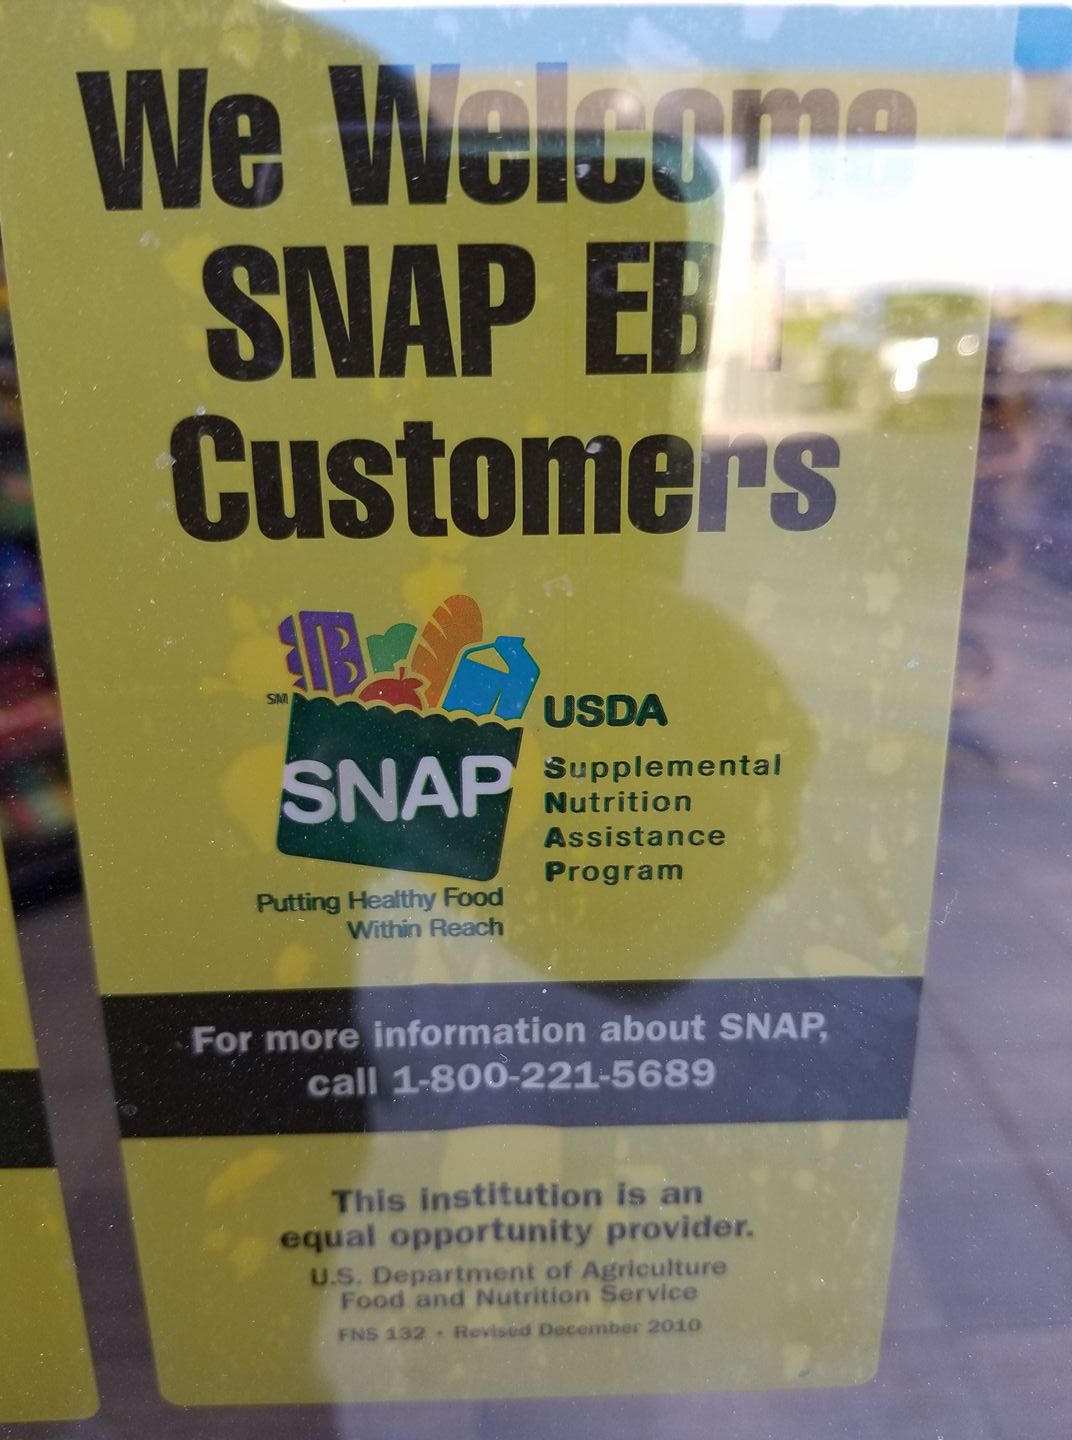 We Welcome
SNAP EBT
Customers
SM
SNAP
Putting Healthy Food
Within Reach
USDA
Supplemental
Nutrition
Assistance
Program
For more information about SNAP,
call 1-800-221-5689
This institution is an
equal opportunity provider.
U.S. Department of Agriculture
Food and Nutrition Service
FNS 132 • Revised December 2010